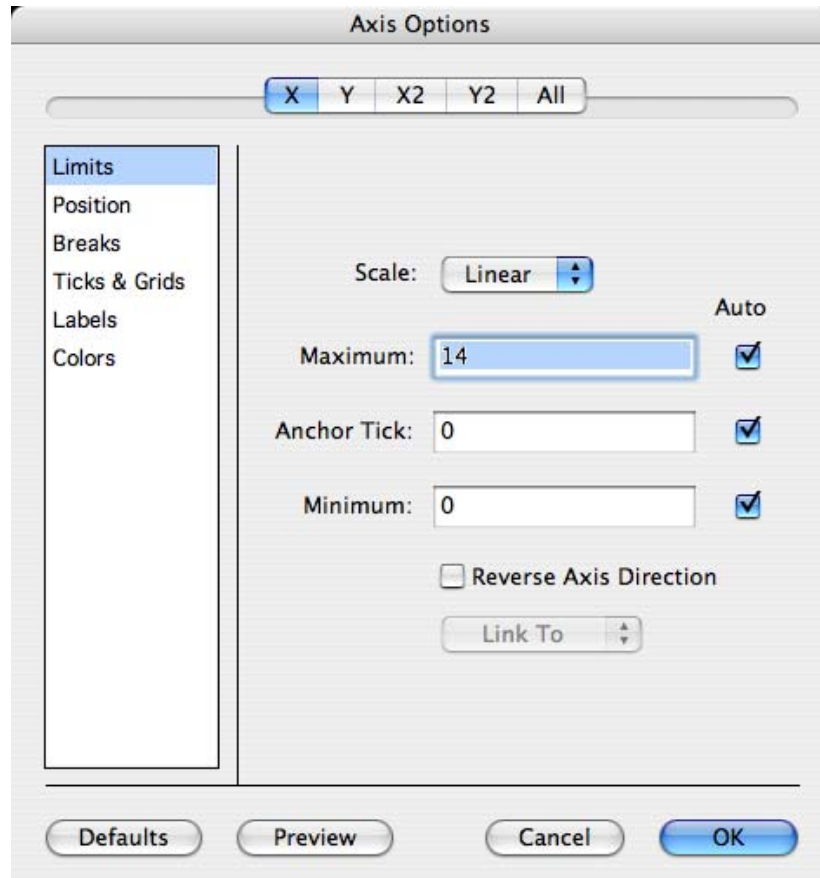 Axis Options
X Y X2 Y2 All
Limits
Position
Breaks
Ticks & Grids
Labels
Colors
Scale: Linear
Auto
Maximum: 14
Anchor Tick: 0
Minimum: 0
Reverse Axis Direction
Link To
Defaults Preview Cancel OK